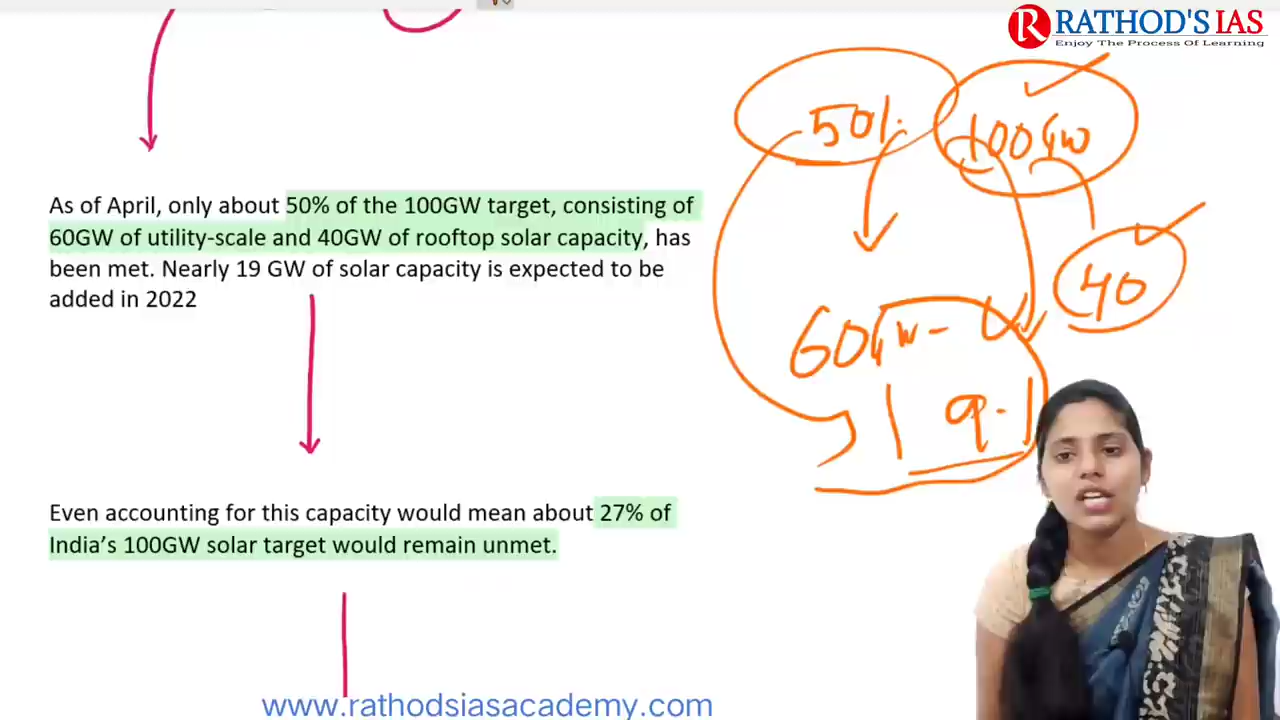 RATHOD'S IAS
Enjoy The Process Of Learning
50%
100GW
As of April, only about 50% of the 100GW target, consisting of
60GW of utility-scale and 40GW of rooftop solar capacity, has
been met. Nearly 19 GW of solar capacity is expected to be
added in 2022
40
60GW-
Even accounting for this capacity would mean about 27% of
India’s 100GW solar target would remain unmet.
www.rathodsiasacademy.com